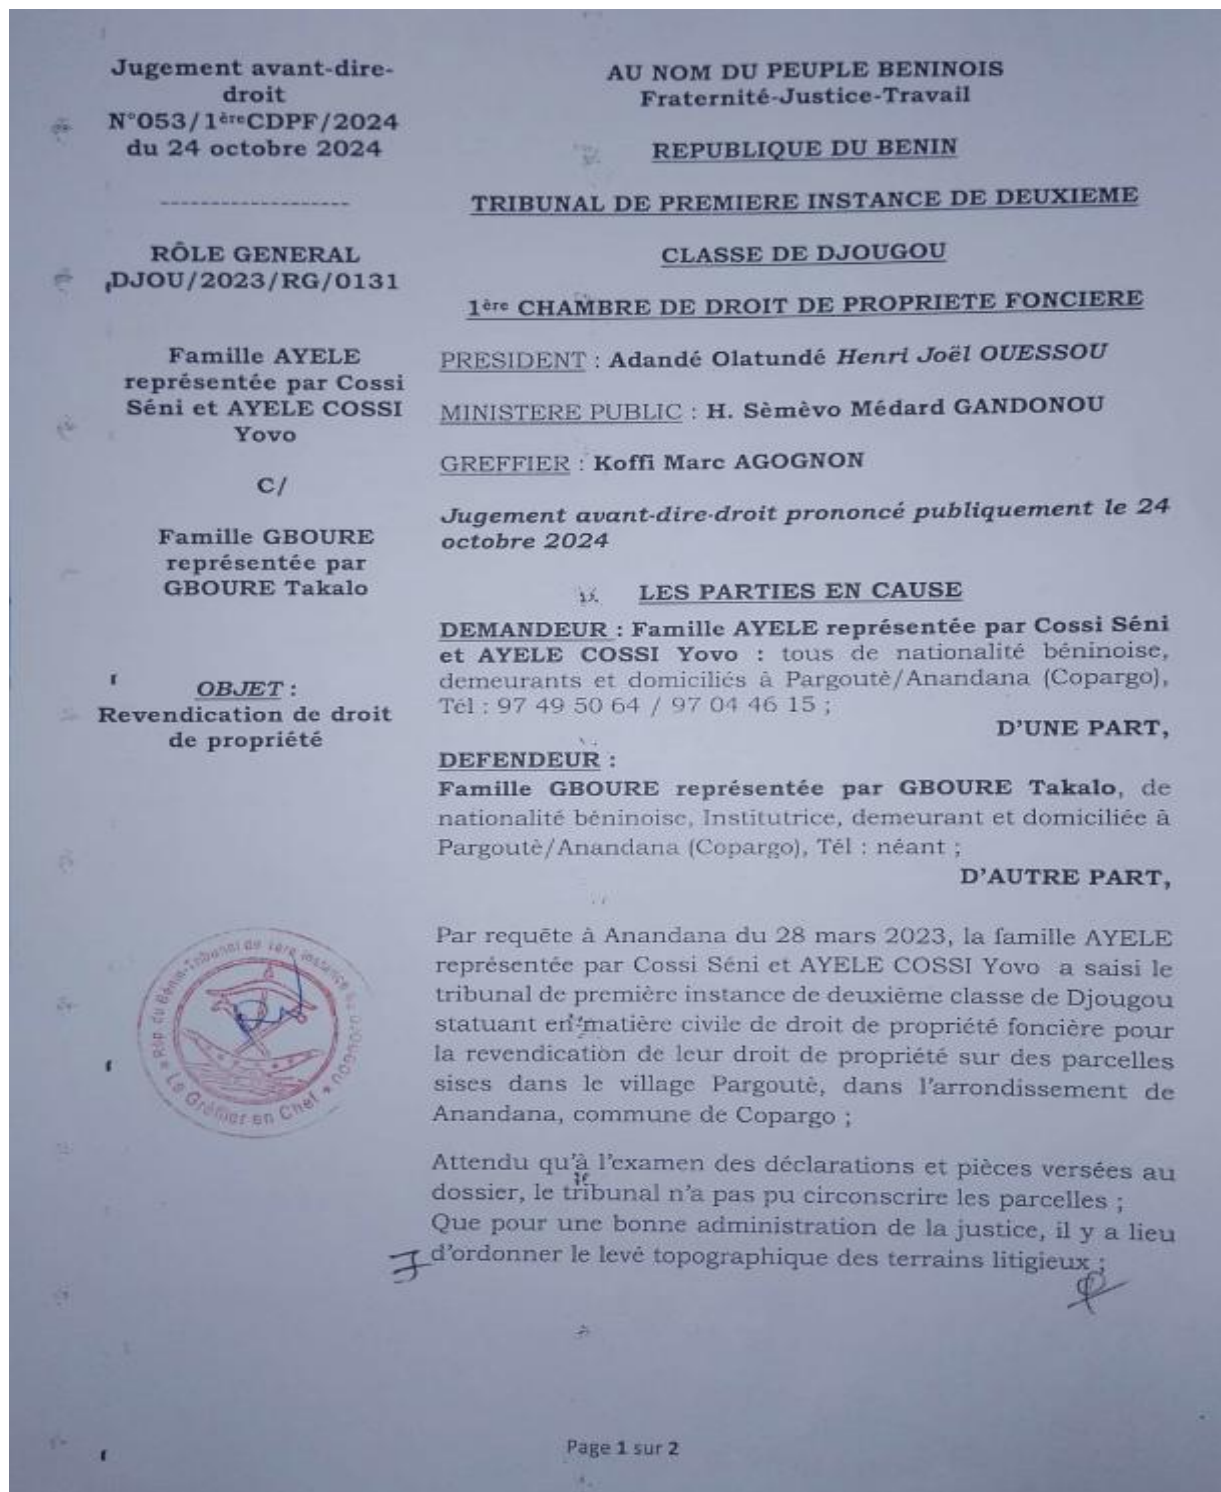 Jugement avant-dire-
droit
N°053/1èreCDPF/2024
du 24 octobre 2024
-------------------
RÔLE GENERAL
DJOU/2023/RG/0131
Famille AYELE
représentée par Cossi
Séni et AYELE COSSI
Yovo
C/
Famille GBOURE
représentée par
GBOURE Takalo
OBJET :
Revendication de droit
de propriété
AU NOM DU PEUPLE BENINOIS
Fraternité-Justice-Travail
REPUBLIQUE DU BENIN
TRIBUNAL DE PREMIERE INSTANCE DE DEUXIEME
CLASSE DE DJOUGOU
1ère CHAMBRE DE DROIT DE PROPRIETE FONCIERE
PRESIDENT : Adandé Olatundé Henri Joël OUESSOU
MINISTERE PUBLIC : H. Sèmèvo Médard GANDONOU
GREFFIER : Koffi Marc AGOGNON
Jugement avant-dire-droit prononcé publiquement le 24
octobre 2024
LES PARTIES EN CAUSE
DEMANDEUR : Famille AYELE représentée par Cossi Séni
et AYELE COSSI Yovo : tous de nationalité béninoise,
demeurants et domiciliés à Pargoutè/Anandana (Copargo),
Tél : 97 49 50 64 / 97 04 46 15 ;
D'UNE PART,
DEFENDEUR :
Famille GBOURE représentée par GBOURE Takalo, de
nationalité béninoise, Institutrice, demeurant et domiciliée à
Pargoutè/Anandana (Copargo), Tél : néant ;
D'AUTRE PART,
Par requête à Anandana du 28 mars 2023, la famille AYELE
représentée par Cossi Séni et AYELE COSSI Yovo a saisi le
tribunal de première instance de deuxième classe de Djougou
statuant en matière civile de droit de propriété foncière pour
la revendication de leur droit de propriété sur des parcelles
sises dans le village Pargoutè, dans l'arrondissement de
Anandana, commune de Copargo ;
Attendu qu'à l'examen des déclarations et pièces versées au
dossier, le tribunal n'a pas pu circonscrire les parcelles ;
Que pour une bonne administration de la justice, il y a lieu
d'ordonner le levé topographique des terrains litigieux ;
Rép du Bénin-Tribunal de 1ère Instance de DJOUGOU
Le Greffier en Chef
Page 1 sur 2